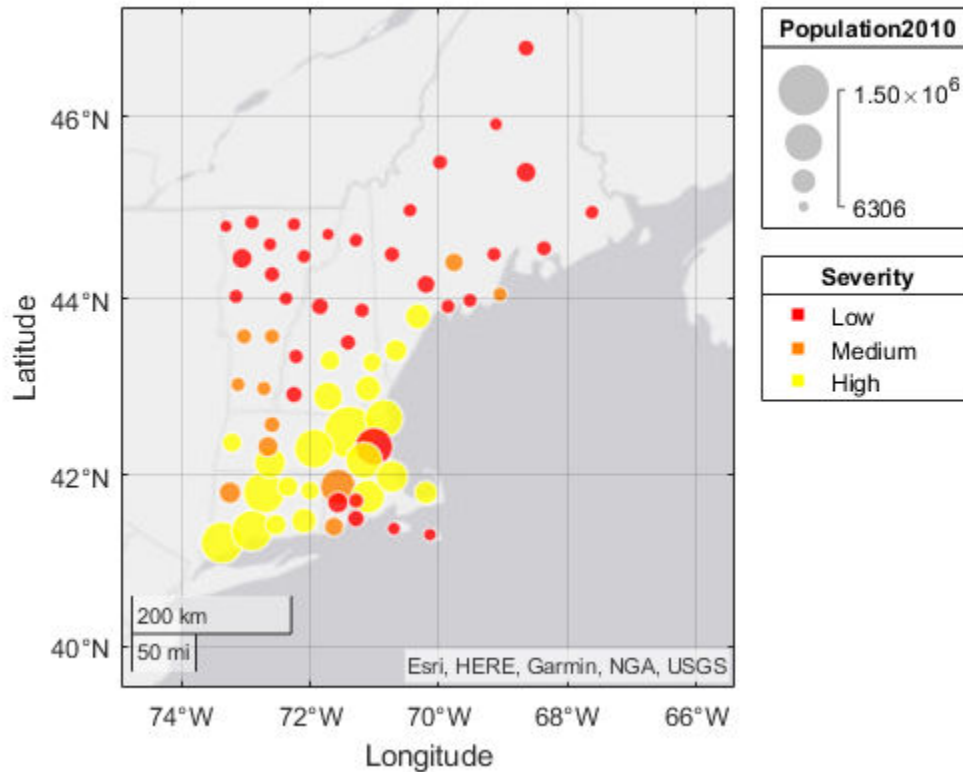 46°N
44°N
42°N
40°N
Latitude
200 km
50 mi
Esri, HERE, Garmin, NGA, USGS
74°W 72°W 70°W 68°W 66°W
Longitude
Population2010
1.50×10⁶
6306
Severity
Low
Medium
High